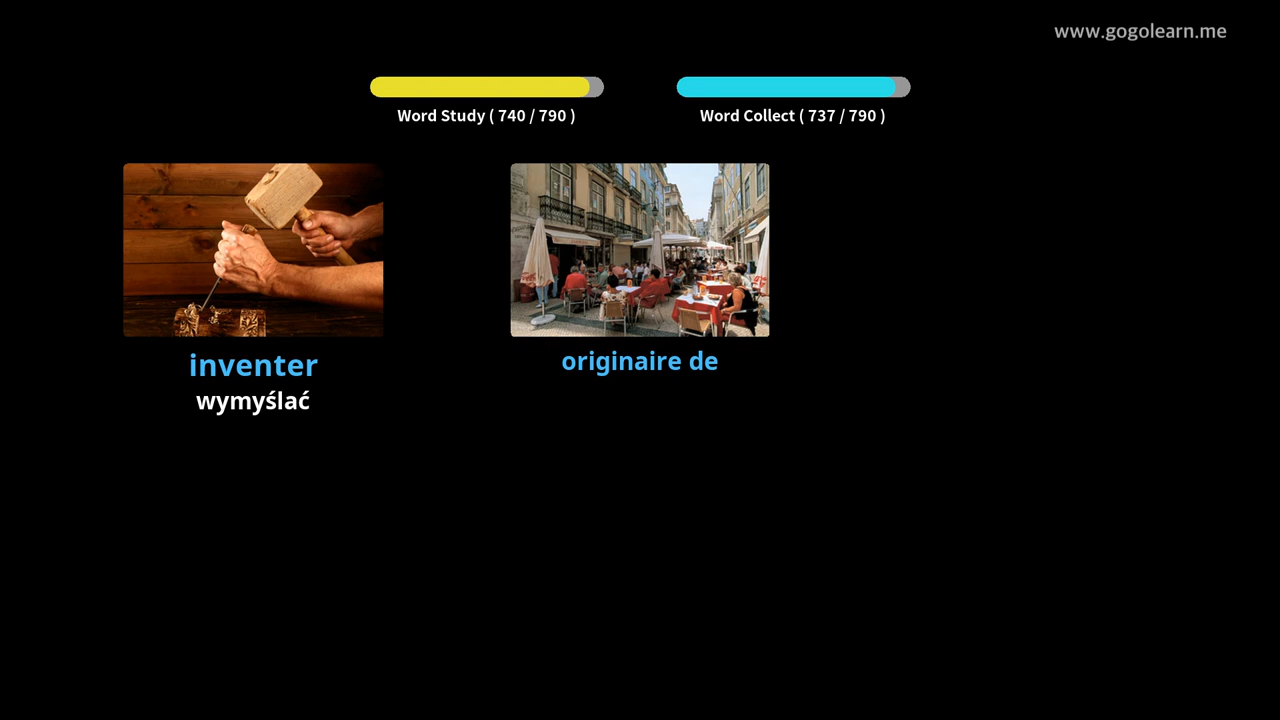 www.gogolearn.me
Word Study ( 740 / 790 )
Word Collect ( 737 / 790 )
inventer
wymyślać
originaire de